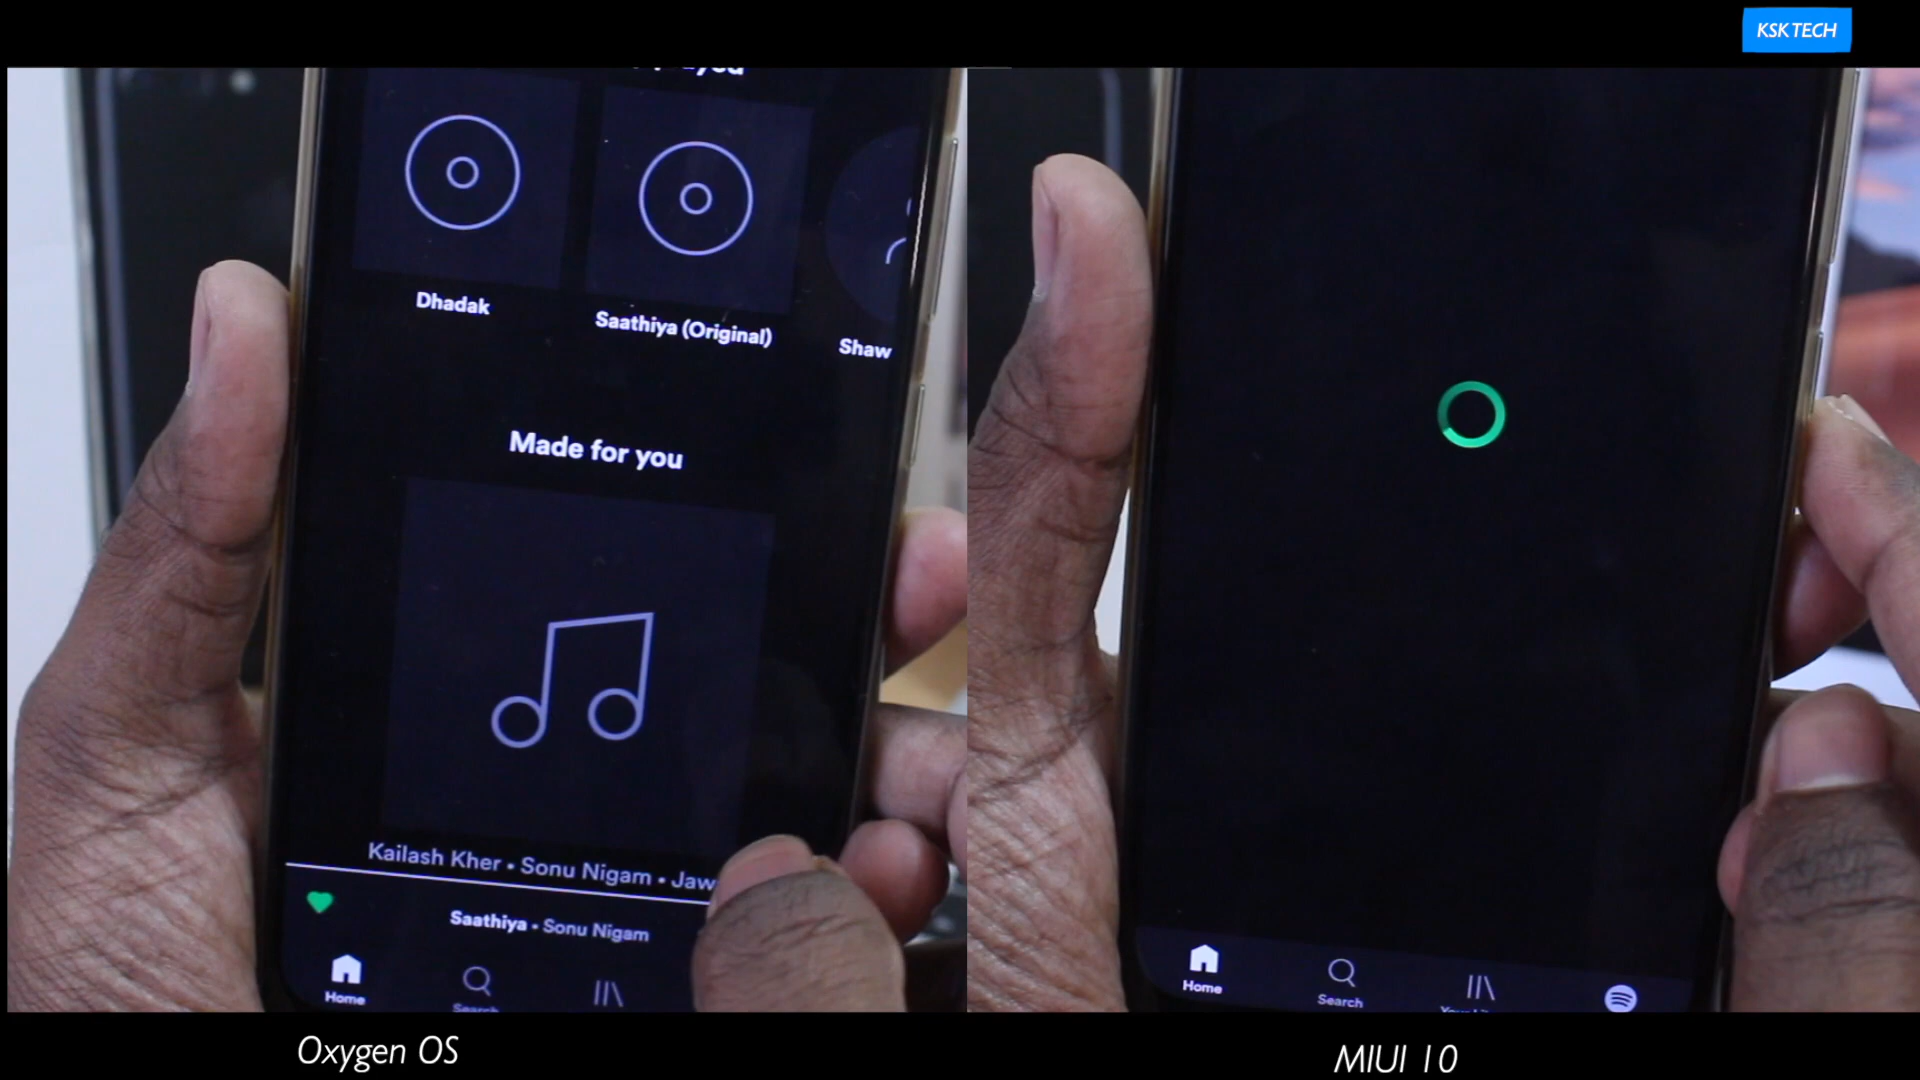 KSK TECH
Dhadak
Saathiya (Original)
Shaw
Made for you
Kailash Kher • Sonu Nigam • Jaw
Saathiya • Sonu Nigam
Home
Search
Home
Search
Oxygen OS
MIUI 10